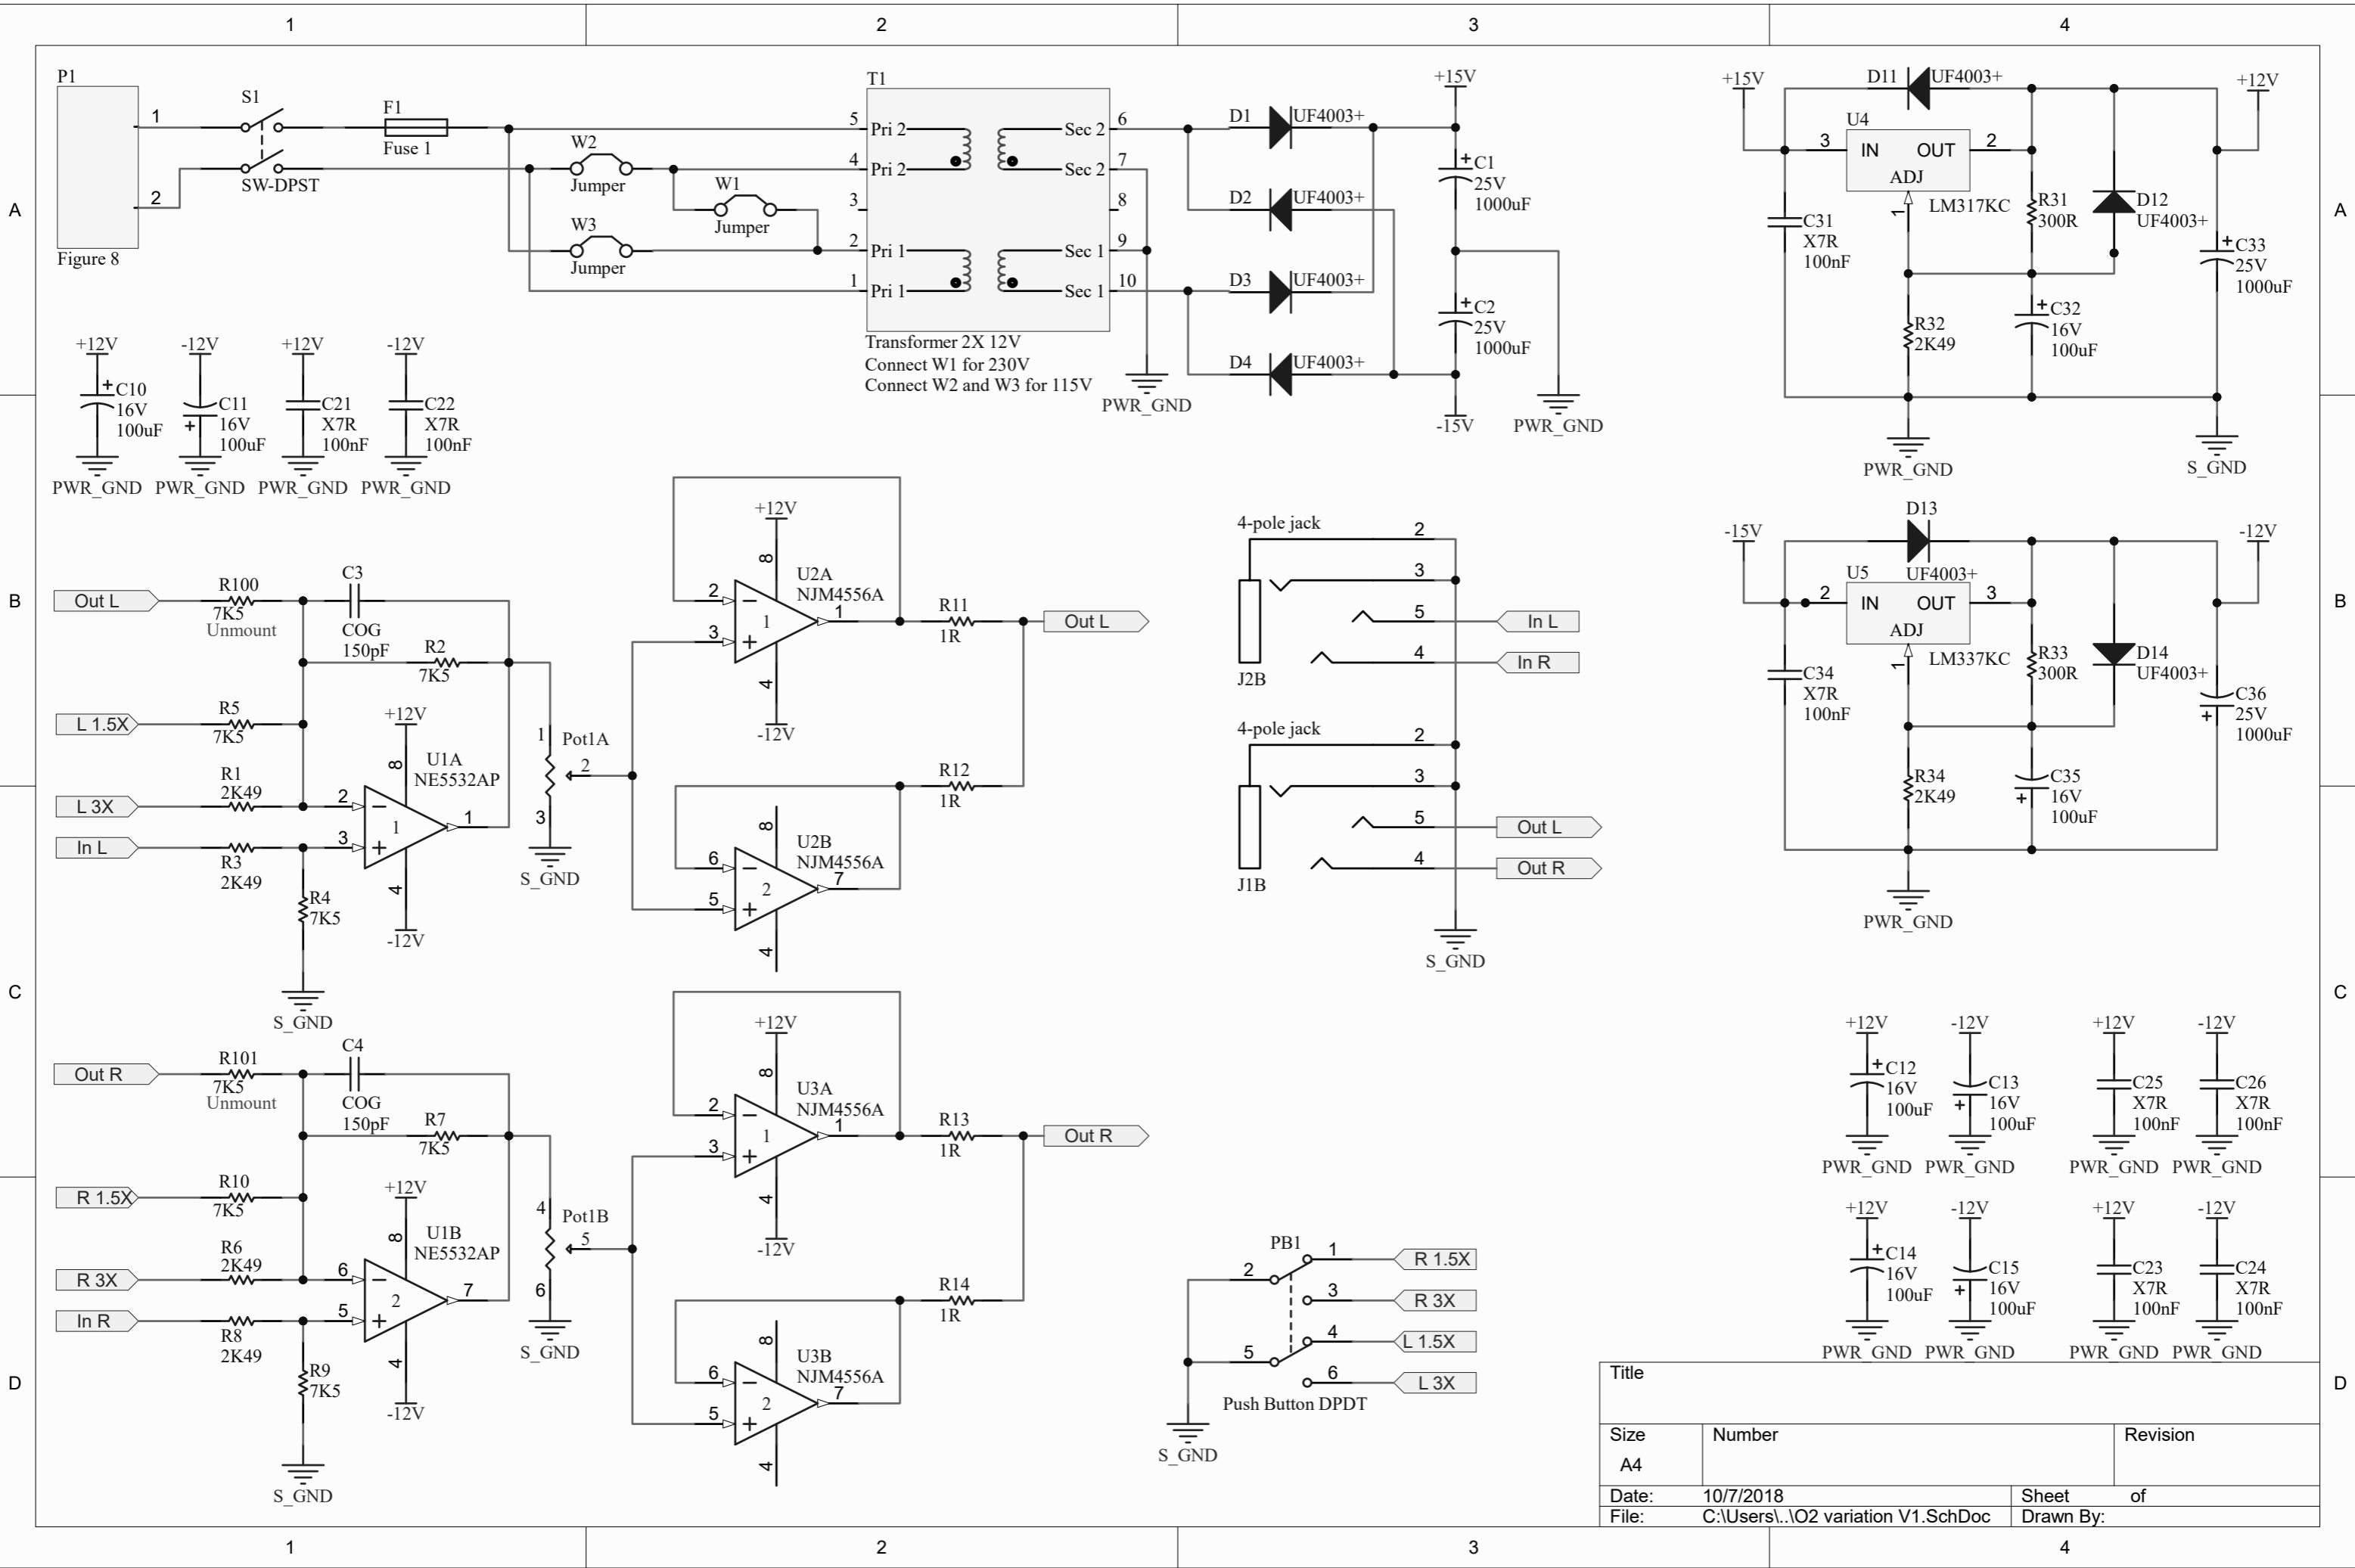 1
2
3
4
A
B
C
D
A
B
C
D
1
2
3
4
P1
1
2
Figure 8
S1
SW-DPST
F1
Fuse 1
W2
Jumper
W1
Jumper
W3
Jumper
T1
5
Pri 2
4
Pri 2
3
2
Pri 1
1
Pri 1
Sec 2
6
Sec 2
7
8
Sec 1
9
Sec 1
10
Transformer 2X 12V
Connect W1 for 230V
Connect W2 and W3 for 115V
PWR_GND
D1
UF4003+
D2
UF4003+
D3
UF4003+
D4
UF4003+
+15V
+
C1
25V
1000uF
+
C2
25V
1000uF
-15V
PWR_GND
+15V
D11
UF4003+
+12V
U4
3
IN
OUT
2
ADJ
1
LM317KC
C31
X7R
100nF
R31
300R
D12
UF4003+
+
C33
25V
1000uF
R32
2K49
+
C32
16V
100uF
PWR_GND
S_GND
+12V
+
C10
16V
100uF
PWR_GND
-12V
C11
16V
+
100uF
PWR_GND
+12V
C21
X7R
100nF
PWR_GND
-12V
C22
X7R
100nF
PWR_GND
Out L
R100
7K5
Unmount
C3
COG
150pF
R2
7K5
L 1.5X
R5
7K5
L 3X
R1
2K49
In L
R3
2K49
R4
7K5
S_GND
+12V
8
U1A
NE5532AP
2
−
3
+
1
1
4
-12V
1
Pot1A
2
3
S_GND
+12V
8
U2A
NJM4556A
2
−
3
+
1
1
4
-12V
R11
1R
Out L
R12
1R
8
U2B
NJM4556A
6
−
5
+
2
7
4
4-pole jack
2
3
5
In L
4
In R
J2B
4-pole jack
2
3
5
Out L
4
Out R
J1B
S_GND
-15V
D13
UF4003+
-12V
U5
2
IN
OUT
3
ADJ
1
LM337KC
C34
X7R
100nF
R33
300R
D14
UF4003+
C36
25V
+
1000uF
R34
2K49
C35
16V
+
100uF
PWR_GND
Out R
R101
7K5
Unmount
C4
COG
150pF
R7
7K5
R 1.5X
R10
7K5
R 3X
R6
2K49
In R
R8
2K49
R9
7K5
S_GND
+12V
8
U1B
NE5532AP
6
−
5
+
2
7
4
-12V
4
Pot1B
5
6
S_GND
+12V
8
U3A
NJM4556A
2
−
3
+
1
1
4
-12V
R13
1R
Out R
R14
1R
8
U3B
NJM4556A
6
−
5
+
2
7
4
PB1
1
R 1.5X
2
3
R 3X
4
L 1.5X
5
6
L 3X
Push Button DPDT
S_GND
+12V
+
C12
16V
100uF
PWR_GND
-12V
C13
+
16V
100uF
PWR_GND
+12V
C25
X7R
100nF
PWR_GND
-12V
C26
X7R
100nF
PWR_GND
+12V
+
C14
16V
100uF
PWR_GND
-12V
C15
+
16V
100uF
PWR_GND
+12V
C23
X7R
100nF
PWR_GND
-12V
C24
X7R
100nF
PWR_GND
Title
Size
A4
Number
Revision
Date: 10/7/2018
Sheet of
File: C:\Users\..\O2 variation V1.SchDoc
Drawn By: